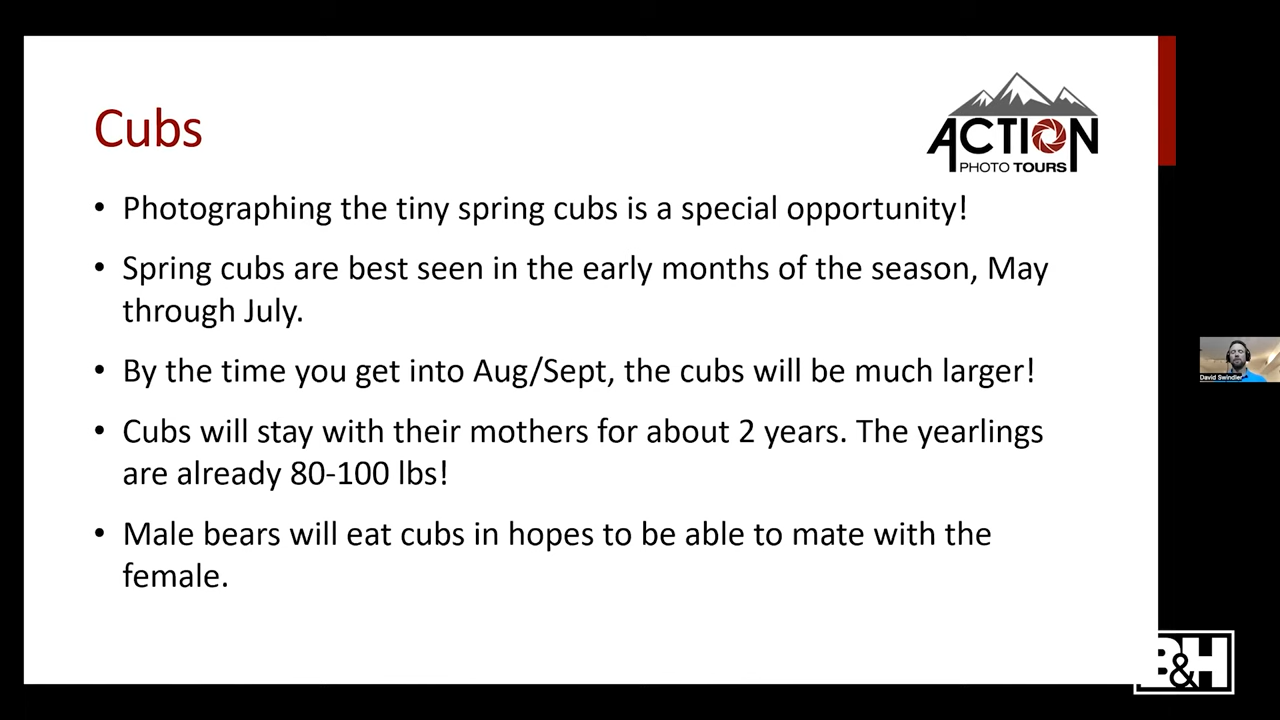 Cubs
ACTION
PHOTO TOURS
• Photographing the tiny spring cubs is a special opportunity!
• Spring cubs are best seen in the early months of the season, May
through July.
• By the time you get into Aug/Sept, the cubs will be much larger!
• Cubs will stay with their mothers for about 2 years. The yearlings
are already 80-100 lbs!
• Male bears will eat cubs in hopes to be able to mate with the
female.
David Swindler
B&H